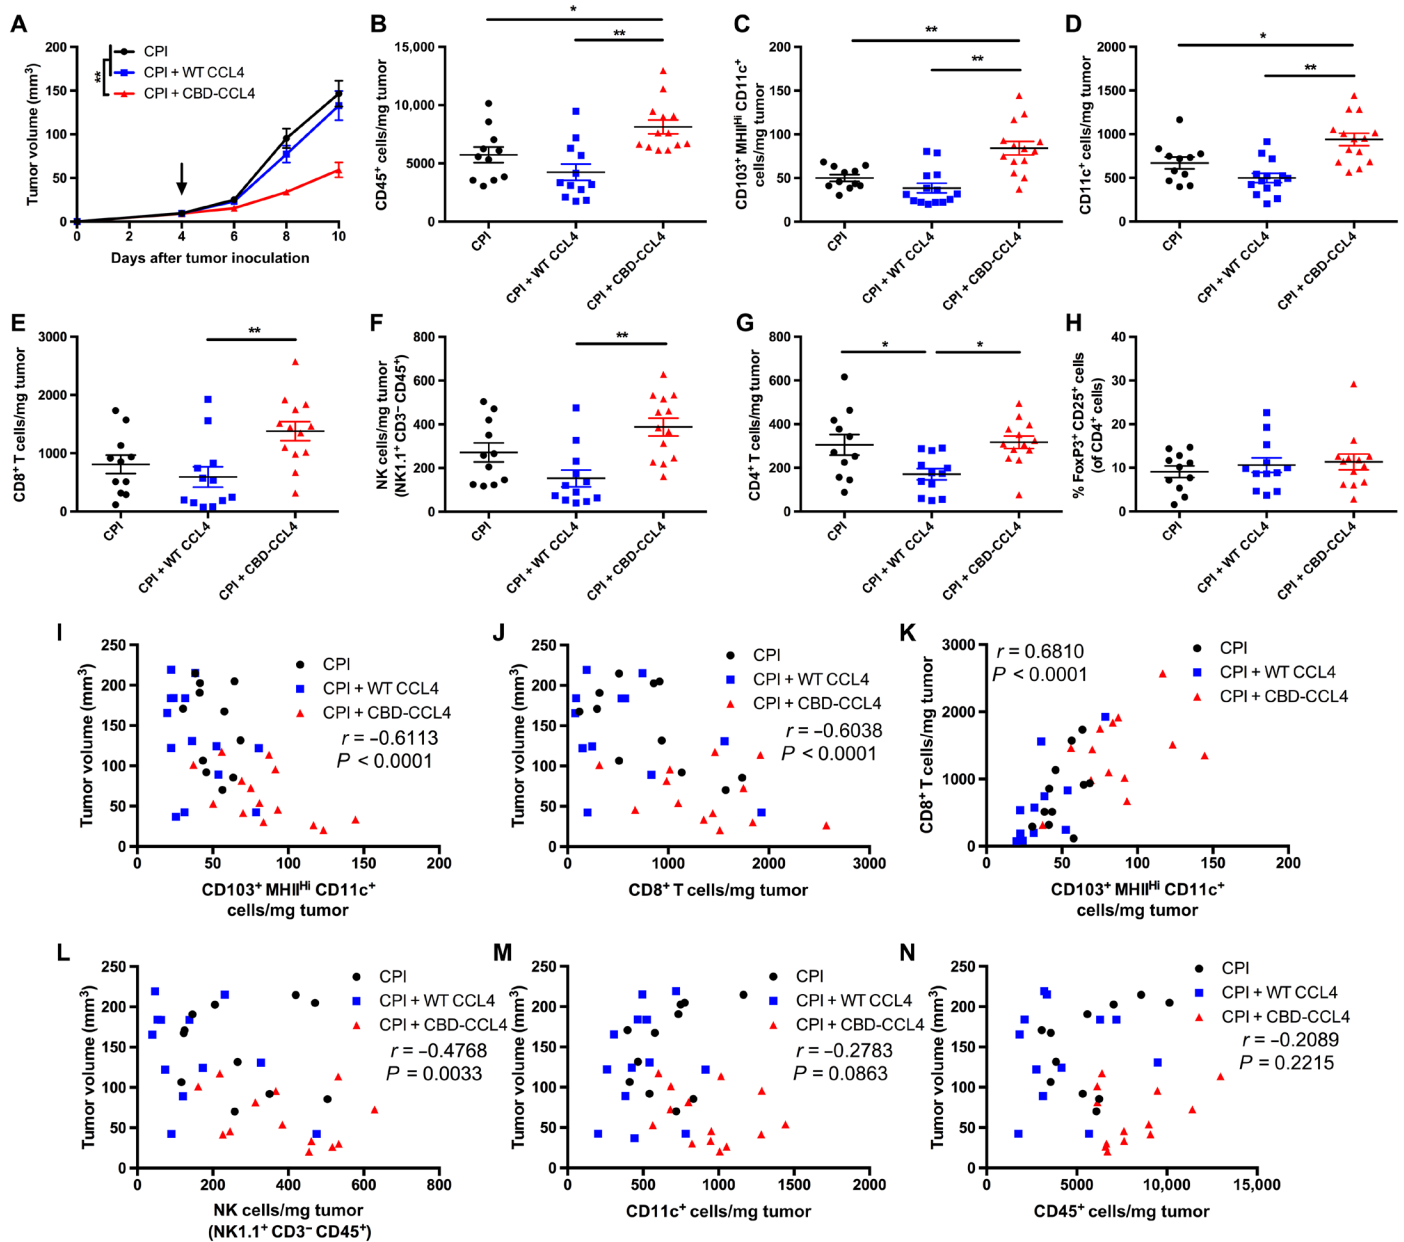 A
Tumor volume (mm³)
200
150
100
50
0
0
2
4
6
8
10
Days after tumor inoculation
**
CPI
CPI + WT CCL4
CPI + CBD-CCL4
B
CD45⁺ cells/mg tumor
15,000
10,000
5000
0
*
**
CPI
CPI + WT CCL4
CPI + CBD-CCL4
C
CD103⁺ MHIIᴴⁱ CD11c⁺
cells/mg tumor
200
150
100
50
0
**
**
CPI
CPI + WT CCL4
CPI + CBD-CCL4
D
CD11c⁺ cells/mg tumor
2000
1500
1000
500
0
*
**
CPI
CPI + WT CCL4
CPI + CBD-CCL4
E
CD8⁺ T cells/mg tumor
3000
2000
1000
0
**
CPI
CPI + WT CCL4
CPI + CBD-CCL4
F
NK cells/mg tumor
(NK1.1⁺ CD3⁻ CD45⁺)
800
600
400
200
0
**
CPI
CPI + WT CCL4
CPI + CBD-CCL4
G
CD4⁺ T cells/mg tumor
800
600
400
200
0
*
*
CPI
CPI + WT CCL4
CPI + CBD-CCL4
H
% FoxP3⁺ CD25⁺ cells
(of CD4⁺ cells)
40
30
20
10
0
CPI
CPI + WT CCL4
CPI + CBD-CCL4
I
Tumor volume (mm³)
250
200
150
100
50
0
0
50
100
150
200
CD103⁺ MHIIᴴⁱ CD11c⁺
cells/mg tumor
CPI
CPI + WT CCL4
CPI + CBD-CCL4
r = –0.6113
P < 0.0001
J
Tumor volume (mm³)
250
200
150
100
50
0
0
1000
2000
3000
CD8⁺ T cells/mg tumor
CPI
CPI + WT CCL4
CPI + CBD-CCL4
r = –0.6038
P < 0.0001
K
CD8⁺ T cells/mg tumor
3000
2000
1000
0
0
50
100
150
200
CD103⁺ MHIIᴴⁱ CD11c⁺
cells/mg tumor
r = 0.6810
P < 0.0001
CPI
CPI + WT CCL4
CPI + CBD-CCL4
L
Tumor volume (mm³)
250
200
150
100
50
0
0
200
400
600
800
NK cells/mg tumor
(NK1.1⁺ CD3⁻ CD45⁺)
CPI
CPI + WT CCL4
CPI + CBD-CCL4
r = –0.4768
P = 0.0033
M
Tumor volume (mm³)
250
200
150
100
50
0
0
500
1000
1500
2000
CD11c⁺ cells/mg tumor
CPI
CPI + WT CCL4
CPI + CBD-CCL4
r = –0.2783
P = 0.0863
N
Tumor volume (mm³)
250
200
150
100
50
0
0
5000
10,000
15,000
CD45⁺ cells/mg tumor
CPI
CPI + WT CCL4
CPI + CBD-CCL4
r = –0.2089
P = 0.2215